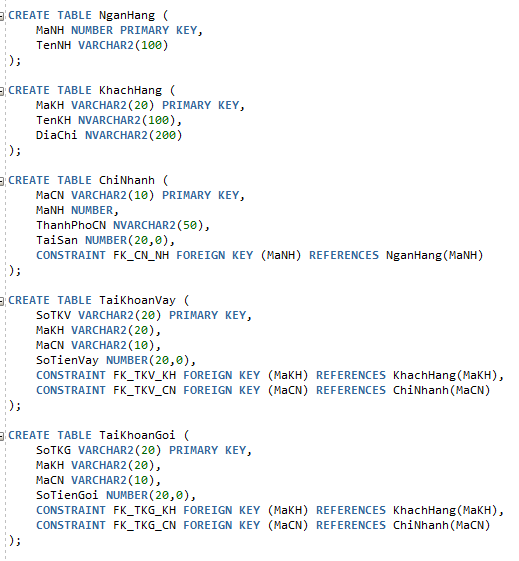 CREATE TABLE NganHang (
MaNH NUMBER PRIMARY KEY,
TenNH VARCHAR2(100)
);
CREATE TABLE KhachHang (
MaKH VARCHAR2(20) PRIMARY KEY,
TenKH NVARCHAR2(100),
DiaChi NVARCHAR2(200)
);
CREATE TABLE ChiNhanh (
MaCN VARCHAR2(10) PRIMARY KEY,
MaNH NUMBER,
ThanhPhoCN NVARCHAR2(50),
TaiSan NUMBER(20,0),
CONSTRAINT FK_CN_NH FOREIGN KEY (MaNH) REFERENCES NganHang(MaNH)
);
CREATE TABLE TaiKhoanVay (
SoTKV VARCHAR2(20) PRIMARY KEY,
MaKH VARCHAR2(20),
MaCN VARCHAR2(10),
SoTienVay NUMBER(20,0),
CONSTRAINT FK_TKV_KH FOREIGN KEY (MaKH) REFERENCES KhachHang(MaKH),
CONSTRAINT FK_TKV_CN FOREIGN KEY (MaCN) REFERENCES ChiNhanh(MaCN)
);
CREATE TABLE TaiKhoanGoi (
SoTKG VARCHAR2(20) PRIMARY KEY,
MaKH VARCHAR2(20),
MaCN VARCHAR2(10),
SoTienGoi NUMBER(20,0),
CONSTRAINT FK_TKG_KH FOREIGN KEY (MaKH) REFERENCES KhachHang(MaKH),
CONSTRAINT FK_TKG_CN FOREIGN KEY (MaCN) REFERENCES ChiNhanh(MaCN)
);